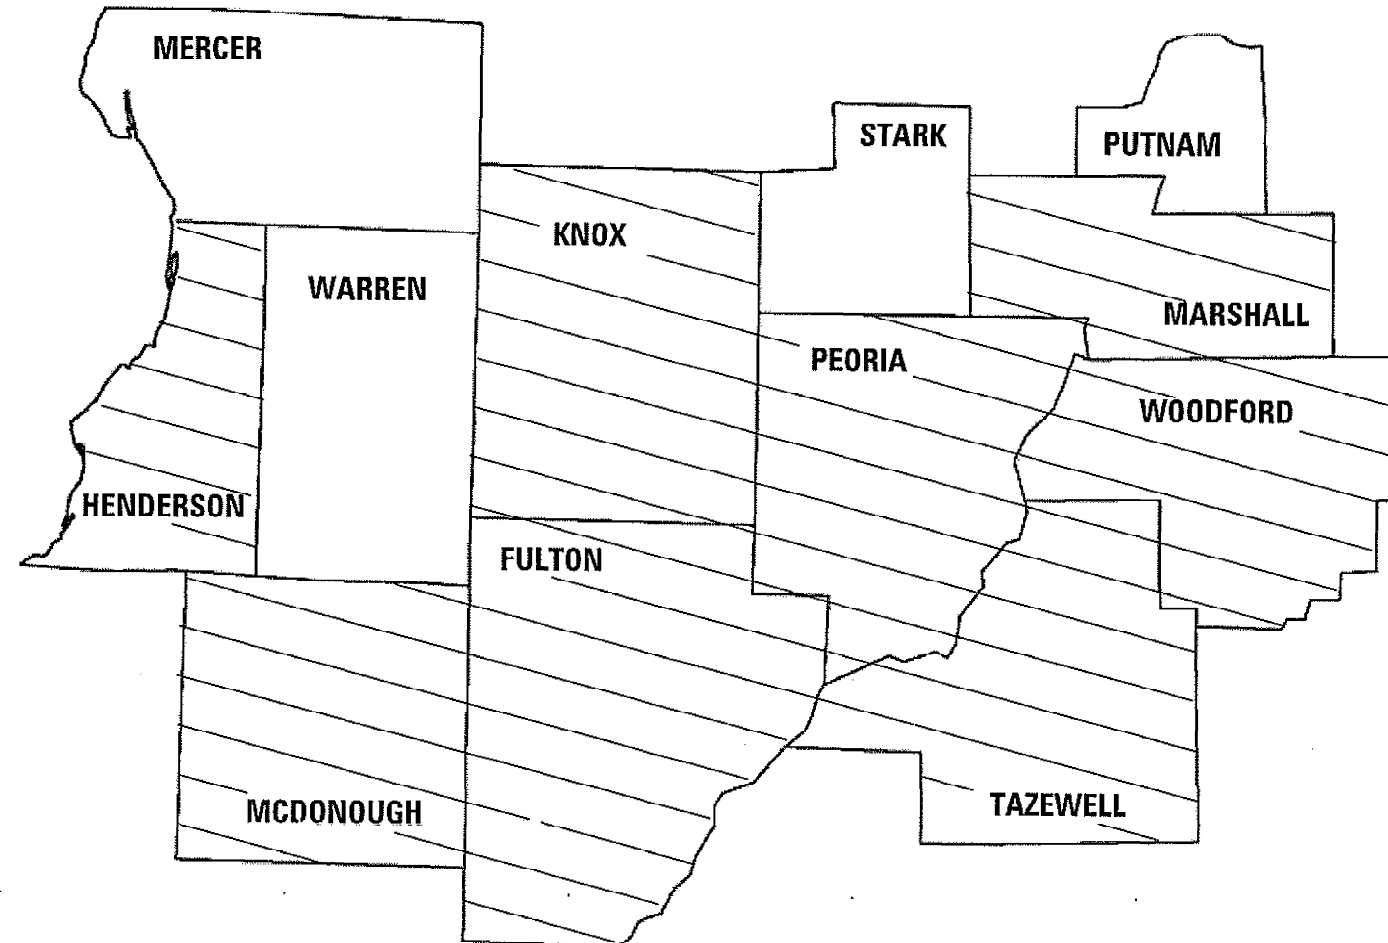 MERCER
STARK
PUTNAM
KNOX
WARREN
MARSHALL
PEORIA
WOODFORD
HENDERSON
FULTON
TAZEWELL
MCDONOUGH